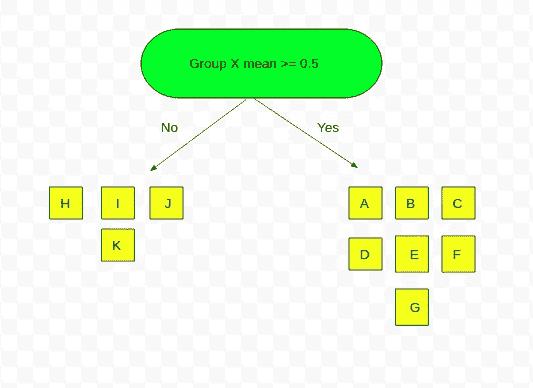 Group X mean >= 0.5
No
Yes
H I J
K
A B C
D E F
G